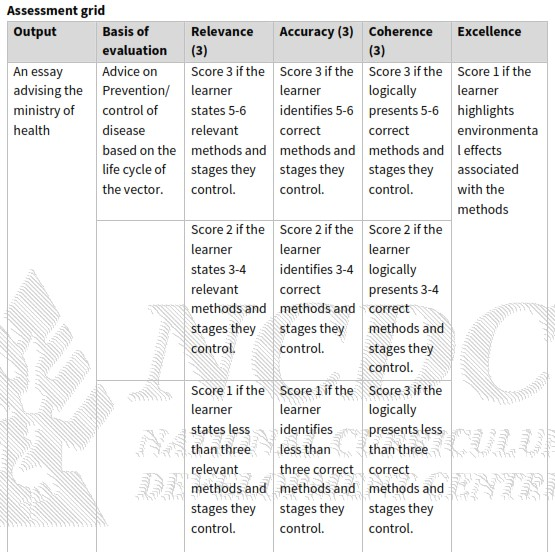 Assessment grid
Output
Basis of
evaluation
Relevance
(3)
Accuracy (3)
Coherence
(3)
Excellence
An essay
advising the
ministry of
health
Advice on
Prevention/
control of
disease
based on the
life cycle of
the vector.
Score 3 if the
learner
states 5-6
relevant
methods and
stages they
control.
Score 3 if the
learner
identifies 5-6
correct
methods and
stages they
control.
Score 3 if the
logically
presents 5-6
correct
methods and
stages they
control.
Score 1 if the
learner
highlights
environmenta
l effects
associated
with the
methods
Score 2 if the
learner
states 3-4
relevant
methods and
stages they
control.
Score 2 if the
learner
identifies 3-4
correct
methods and
stages they
control.
Score 2 if the
learner
logically
presents 3-4
correct
methods and
stages they
control.
Score 1 if the
learner
states less
than three
relevant
methods and
stages they
control.
Score 1 if the
learner
identifies
less than
three correct
methods and
stages they
control.
Score 3 if the
logically
presents less
than three
correct
methods and
stages they
control.
NCDC